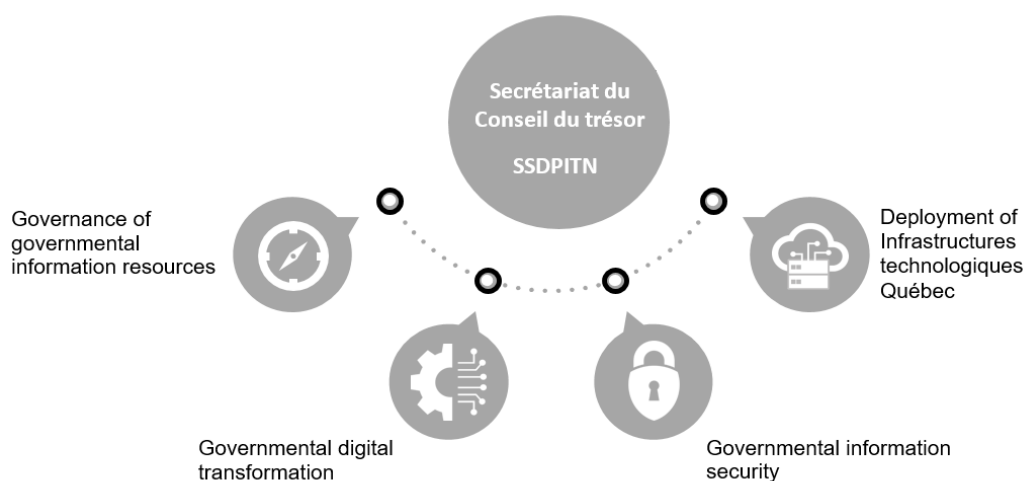 Secrétariat du
Conseil du trésor
SSDPITN
Governance of
governmental
information resources
Deployment of
Infrastructures
technologiques
Québec
Governmental digital
transformation
Governmental information
security